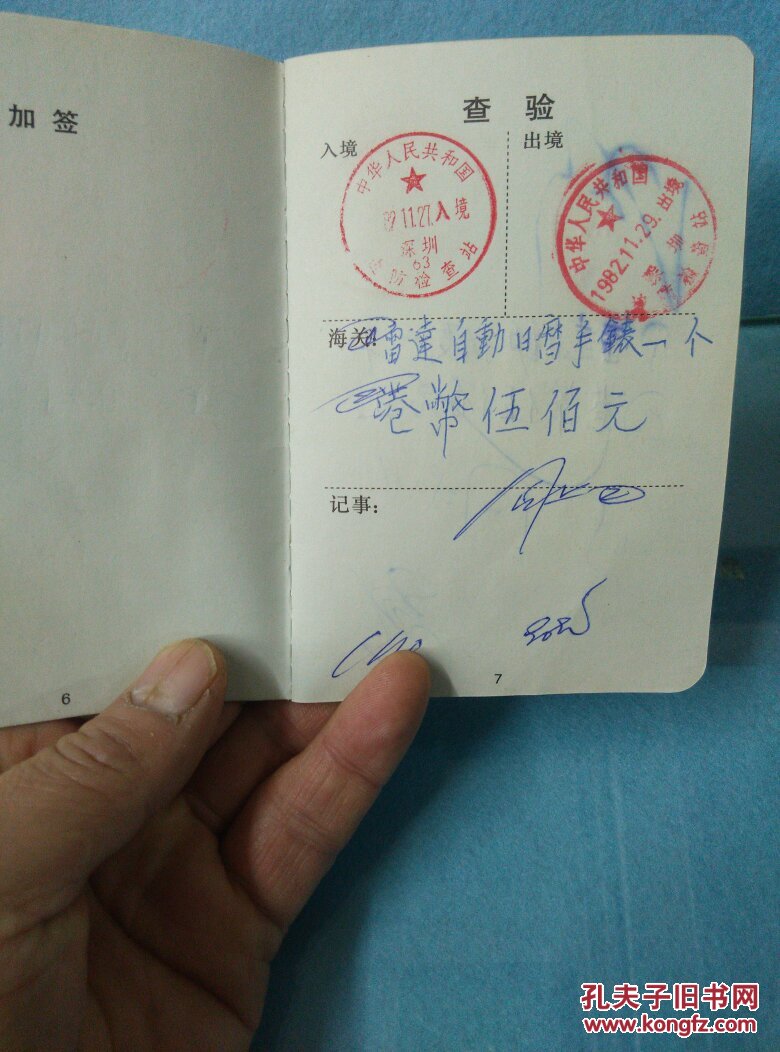 加签
查 验
入境
出境
中华人民共和国
82.11.27.入境
深圳
63
边防检查站
中华人民共和国
1982.11.29.出境
深圳
海关:
雷達自動日曆手錶一个
港幣伍佰元
记事:
6
7
孔夫子旧书网
www.kongfz.com